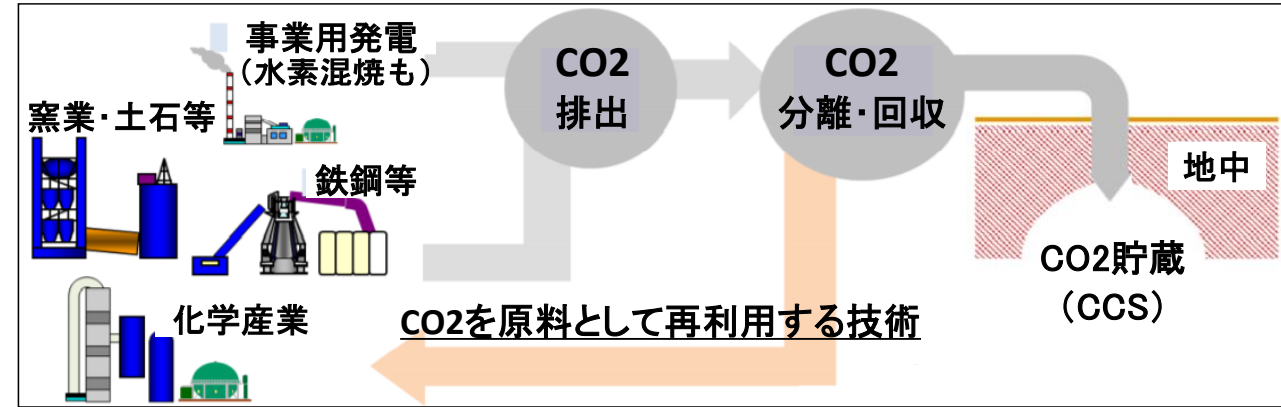 事業用発電
（水素混焼も）
窯業・土石等
鉄鋼等
化学産業
CO2
排出
CO2
分離・回収
地中
CO2貯蔵
（CCS）
CO2を原料として再利用する技術